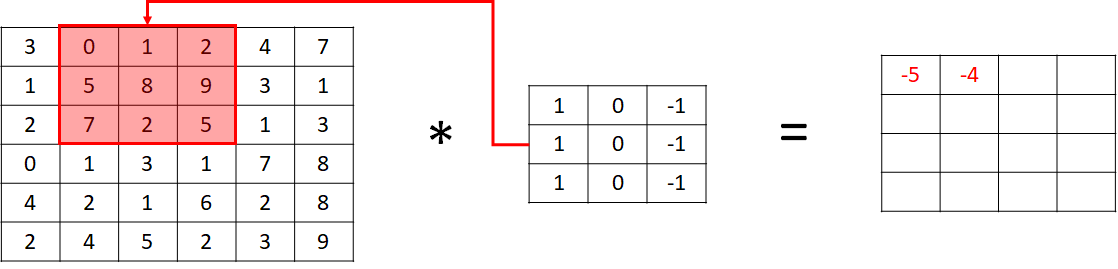 3 0 1 2 4 7
1 5 8 9 3 1
2 7 2 5 1 3
0 1 3 1 7 8
4 2 1 6 2 8
2 4 5 2 3 9
*
1 0 -1
1 0 -1
1 0 -1
=
-5 -4